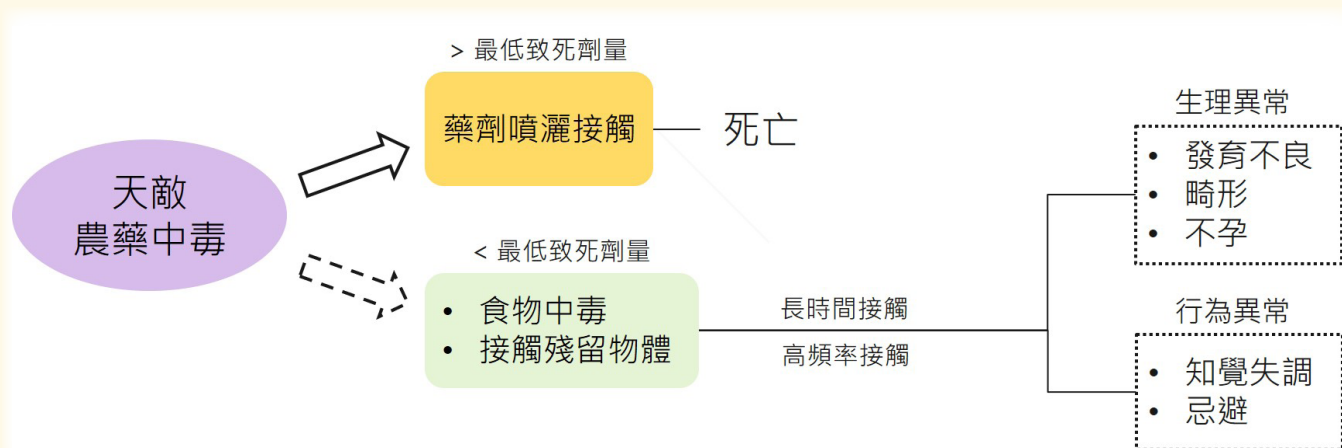 天敵
農藥中毒
> 最低致死劑量
藥劑噴灑接觸
死亡
< 最低致死劑量
• 食物中毒
• 接觸殘留物體
長時間接觸
高頻率接觸
生理異常
• 發育不良
• 畸形
• 不孕
行為異常
• 知覺失調
• 忌避